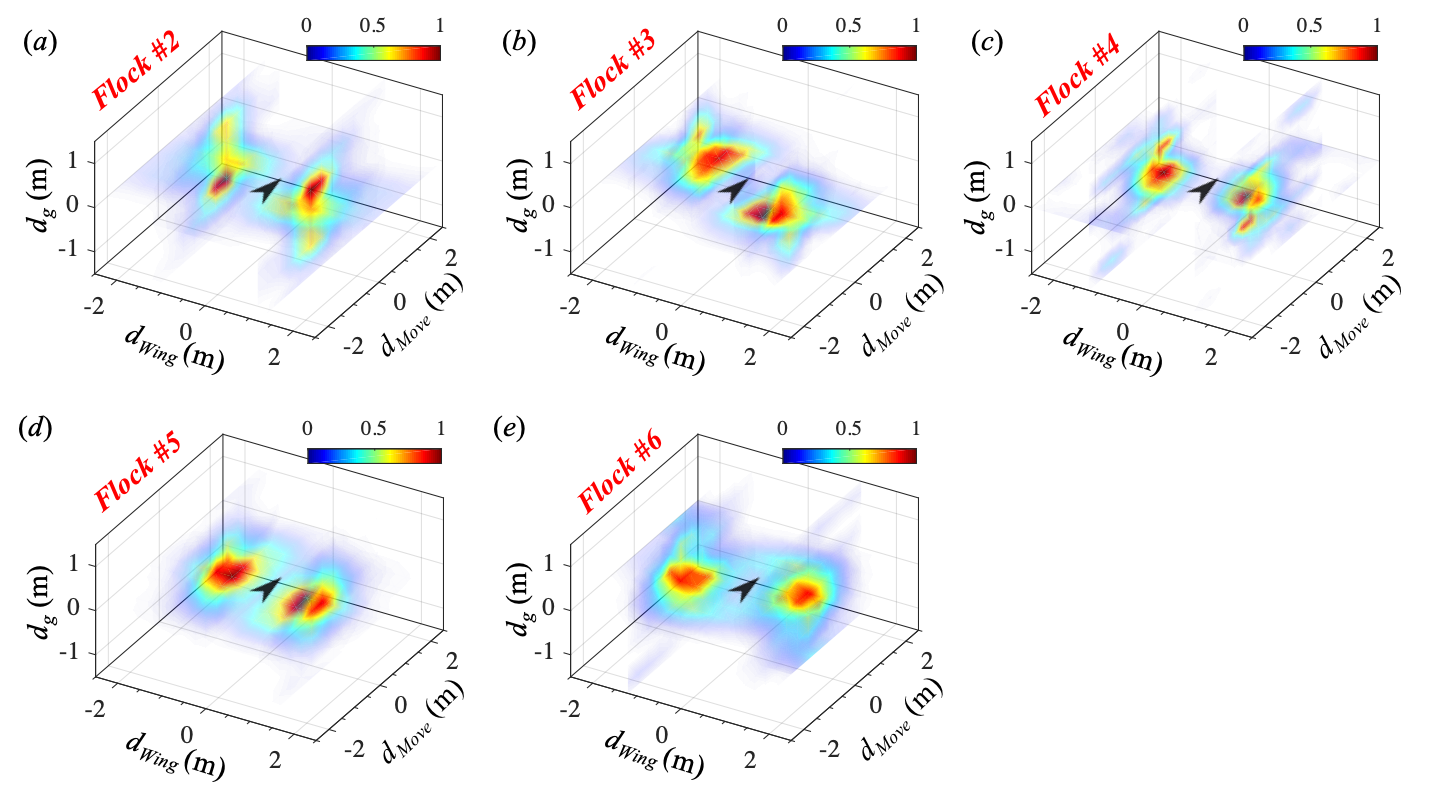 (a)
Flock #2
0 0.5 1
1
0
-1
d_g (m)
-2
0
2
d_Wing (m)
-2
0
2
d_Move (m)
(b)
Flock #3
0 0.5 1
1
0
-1
d_g (m)
-2
0
2
d_Wing (m)
-2
0
2
d_Move (m)
(c)
Flock #4
0 0.5 1
1
0
-1
d_g (m)
-2
0
2
d_Wing (m)
-2
0
2
d_Move (m)
(d)
Flock #5
0 0.5 1
1
0
-1
d_g (m)
-2
0
2
d_Wing (m)
-2
0
2
d_Move (m)
(e)
Flock #6
0 0.5 1
1
0
-1
d_g (m)
-2
0
2
d_Wing (m)
-2
0
2
d_Move (m)